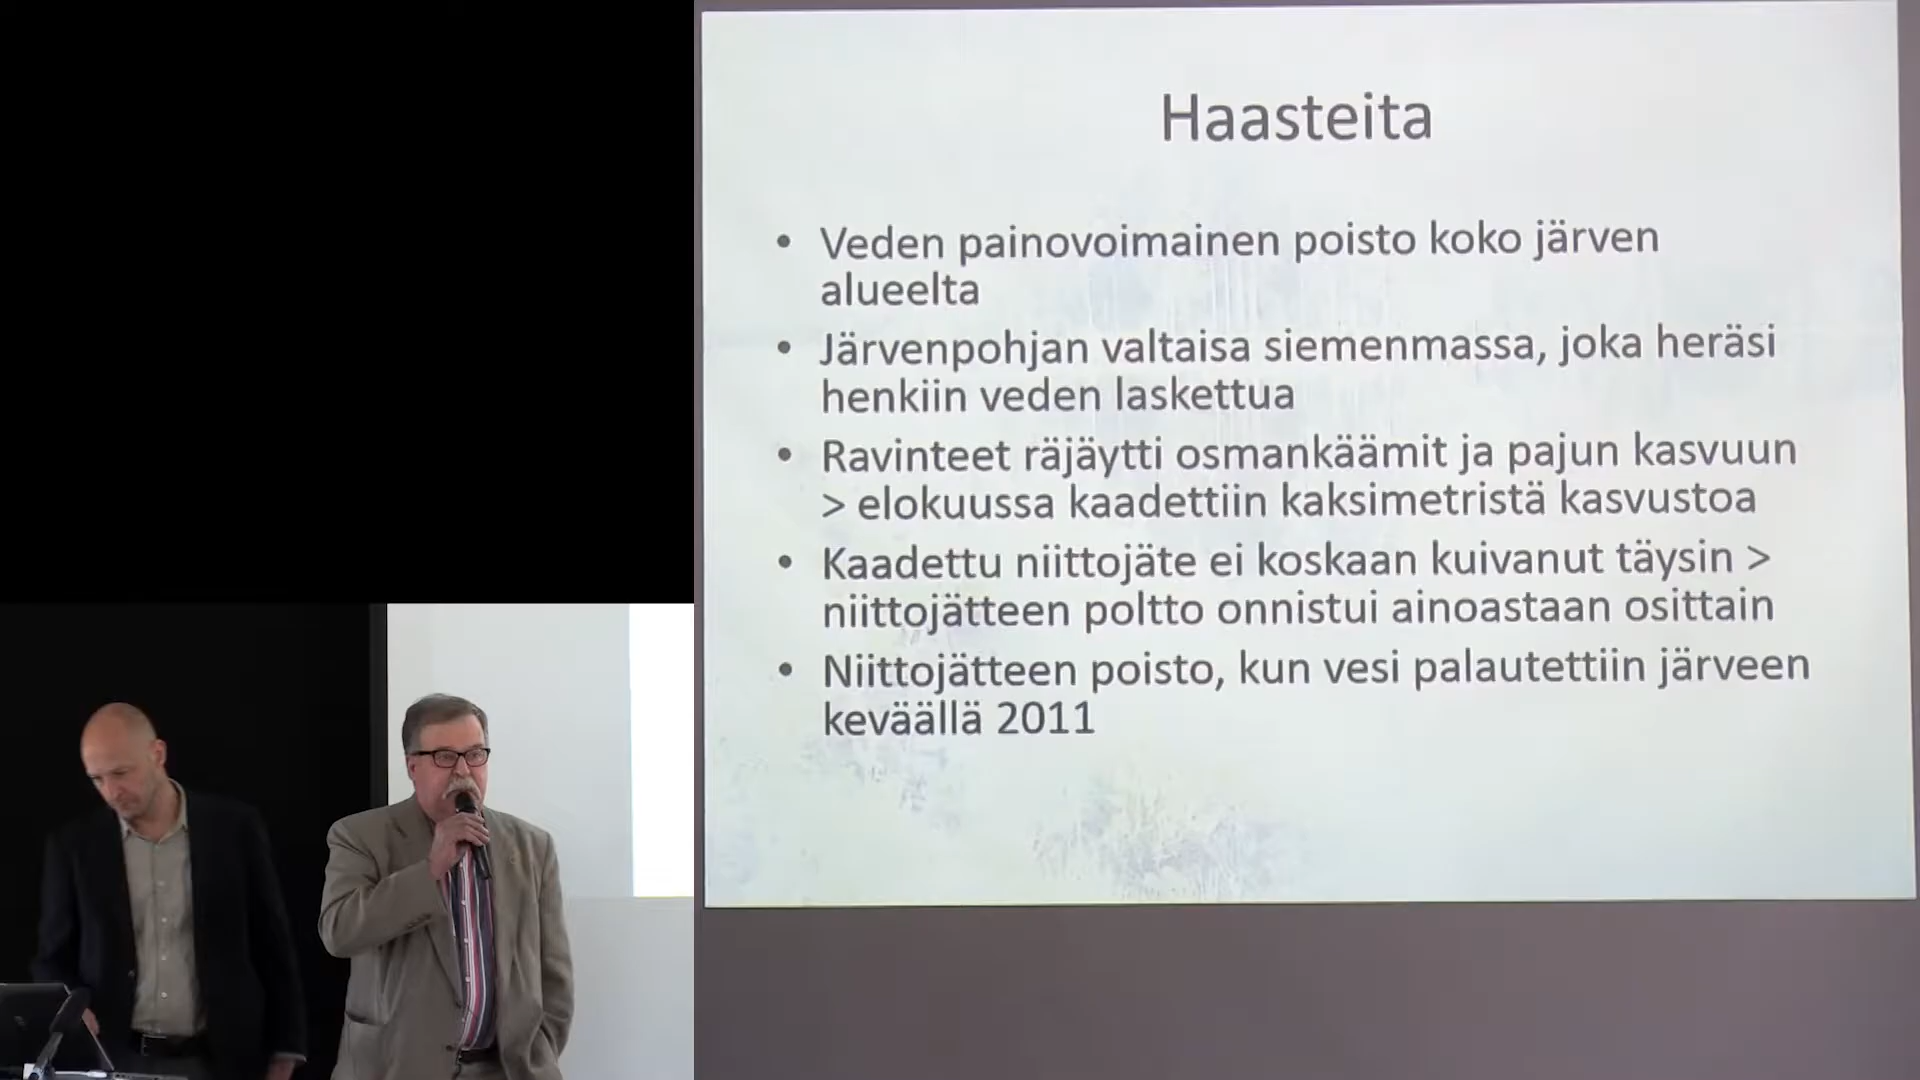 Haasteita
• Veden painovoimainen poisto koko järven
alueelta
• Järvenpohjan valtaisa siemenmassa, joka heräsi
henkiin veden laskettua
• Ravinteet räjäytti osmankäämit ja pajun kasvuun
> elokuussa kaadettiin kaksimetristä kasvustoa
• Kaadettu niittojäte ei koskaan kuivanut täysin >
niittojätteen poltto onnistui ainoastaan osittain
• Niittojätteen poisto, kun vesi palautettiin järveen
keväällä 2011